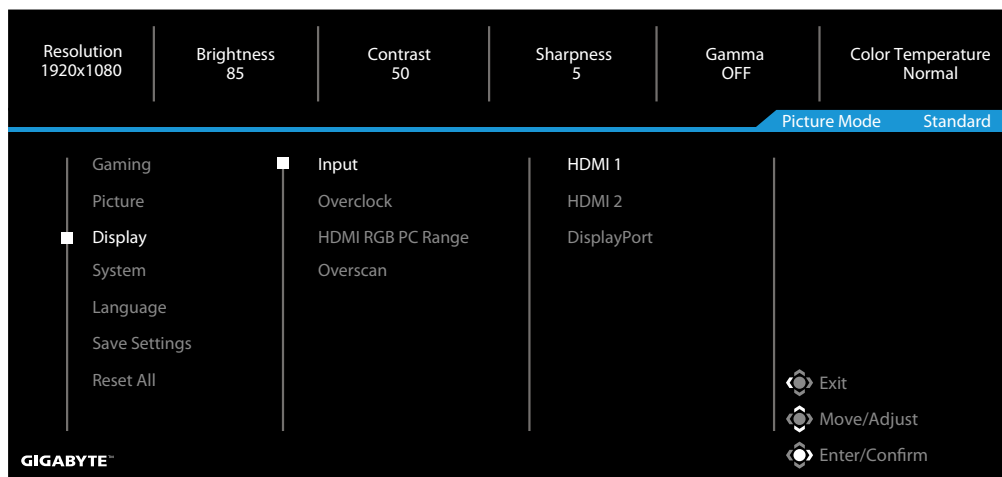 Resolution
1920x1080
Brightness
85
Contrast
50
Sharpness
5
Gamma
OFF
Color Temperature
Normal
Picture Mode Standard
Gaming
Picture
Display
System
Language
Save Settings
Reset All
Input
Overclock
HDMI RGB PC Range
Overscan
HDMI 1
HDMI 2
DisplayPort
Exit
Move/Adjust
Enter/Confirm
GIGABYTE™